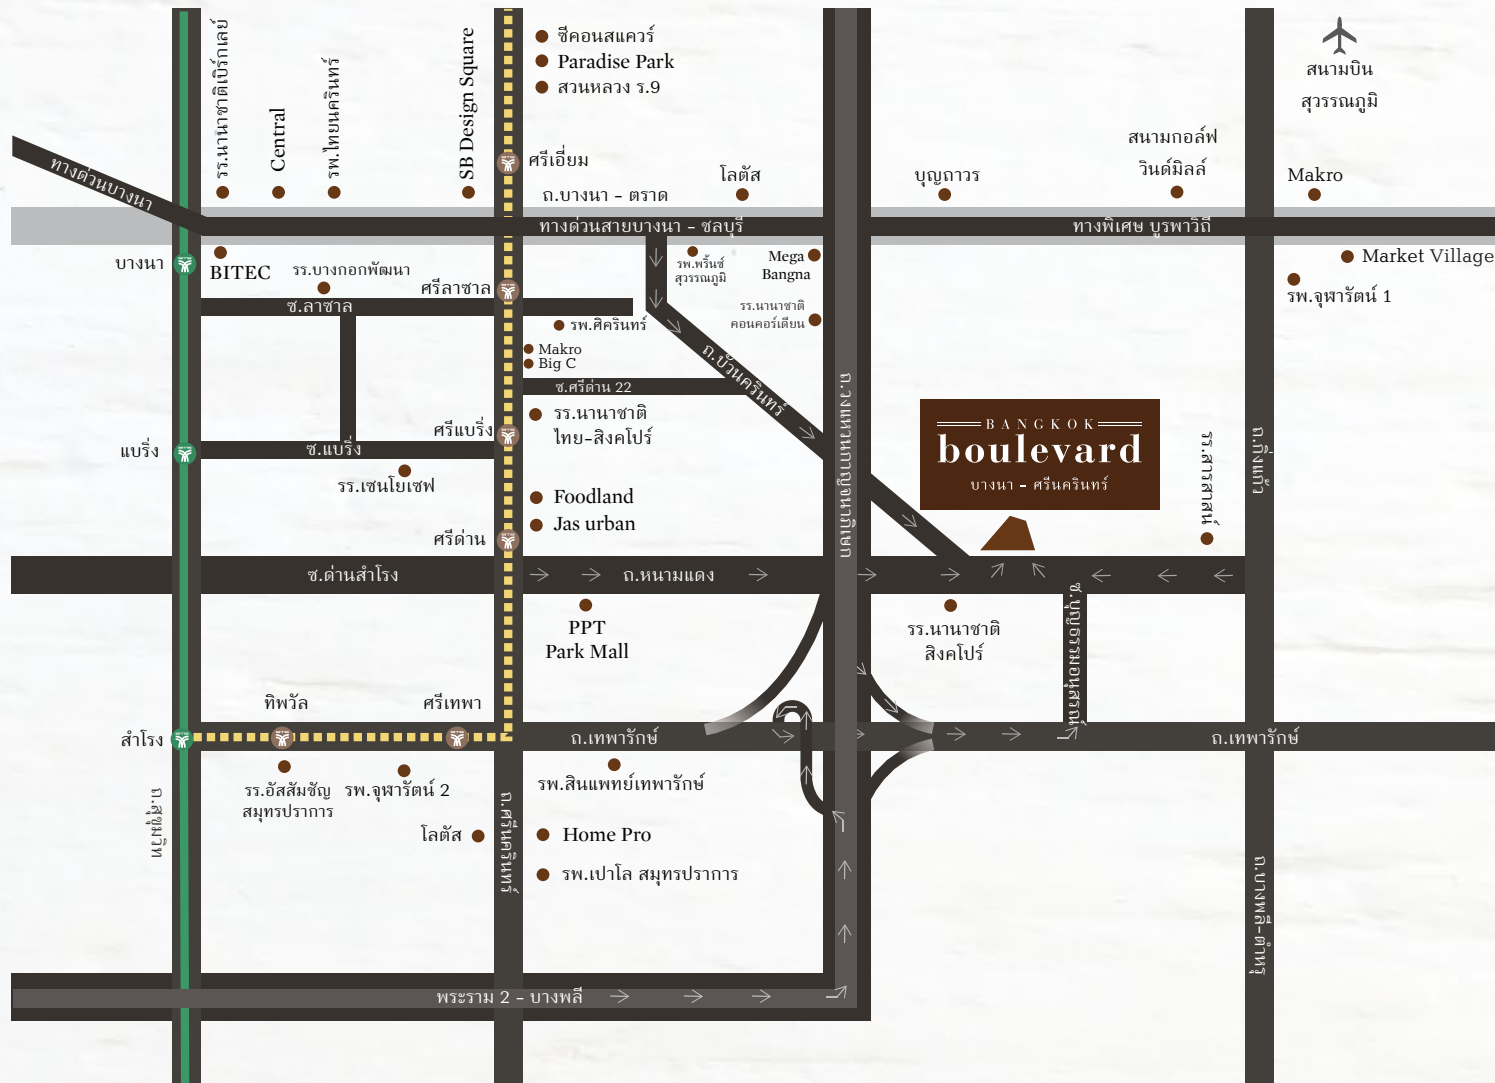 รร.นานาชาติเบิร์กเลย์
Central
รพ.ไทยนครินทร์
SB Design Square
ซีคอนสแควร์
Paradise Park
สวนหลวง ร.9
สนามบิน
สุวรรณภูมิ
ทางด่วนบางนา
ศรีเอี่ยม
ถ.บางนา – ตราด
โลตัส
บุญถาวร
สนามกอล์ฟ
วินด์มิลล์
Makro
ทางด่วนสายบางนา – ชลบุรี
ทางพิเศษ บูรพาวิถี
บางนา
BITEC
รร.บางกอกพัฒนา
ศรีลาซาล
รพ.พริ้นซ์
สุวรรณภูมิ
Mega
Bangna
Market Village
รพ.จุฬารัตน์ 1
ซ.ลาซาล
รพ.ศิครินทร์
รร.นานาชาติ
คอนคอร์เดียน
Makro
Big C
ถ.บัวนครินทร์
ซ.ศรีด่าน 22
ถ.วงแหวนกาญจนาภิเษก
รร.นานาชาติ
ไทย-สิงคโปร์
แบริ่ง
ศรีแบริ่ง
ซ.แบริ่ง
รร.เซนโยเซฟ
BANGKOK
boulevard
บางนา – ศรีนครินทร์
รร.สารสาสน์
ถ.กิ่งแก้ว
Foodland
Jas urban
ศรีด่าน
ซ.ด่านสำโรง
ถ.หนามแดง
PPT
Park Mall
รร.นานาชาติ
สิงคโปร์
ซ.บุญธรรมอนุสรณ์
ทิพวัล
ศรีเทพา
สำโรง
ถ.เทพารักษ์
ถ.เทพารักษ์
รร.อัสสัมชัญ
สมุทรปราการ
รพ.จุฬารัตน์ 2
รพ.สินแพทย์เทพารักษ์
ถ.สุขุมวิท
โลตัส
ถ.ศรีนครินทร์
Home Pro
รพ.เปาโล สมุทรปราการ
ถ.บางพลี-ตำหรุ
พระราม 2 – บางพลี